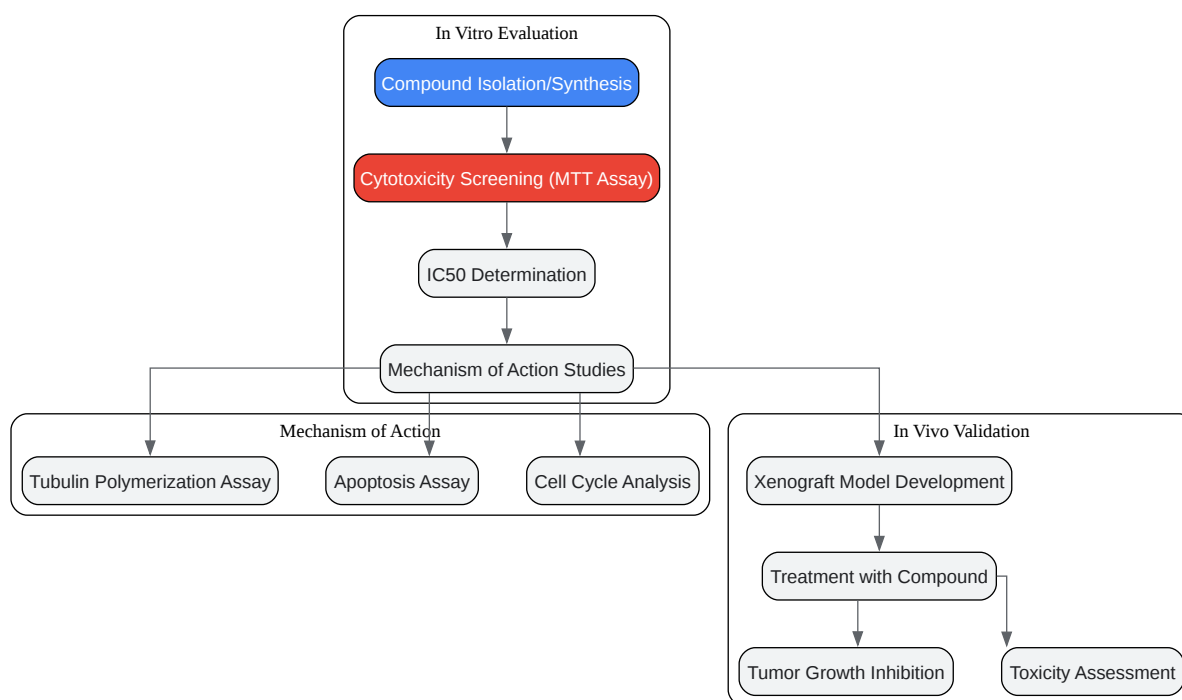 In Vitro Evaluation
Compound Isolation/Synthesis
Cytotoxicity Screening (MTT Assay)
IC50 Determination
Mechanism of Action Studies
Mechanism of Action
Tubulin Polymerization Assay
Apoptosis Assay
Cell Cycle Analysis
In Vivo Validation
Xenograft Model Development
Treatment with Compound
Tumor Growth Inhibition
Toxicity Assessment